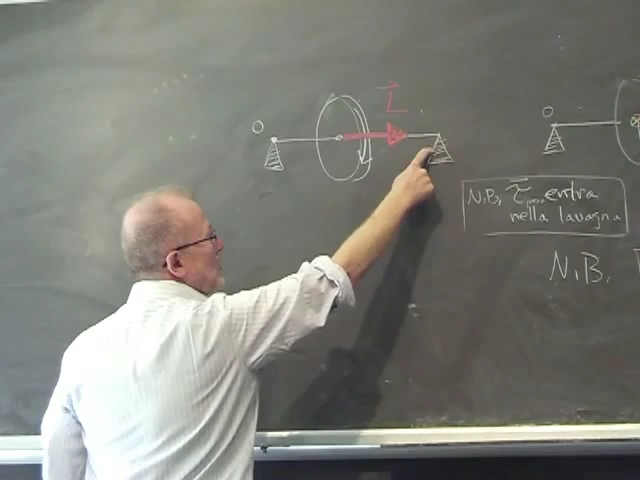 O
L
O
N.B. τ entra
nella lavagna
N.B.